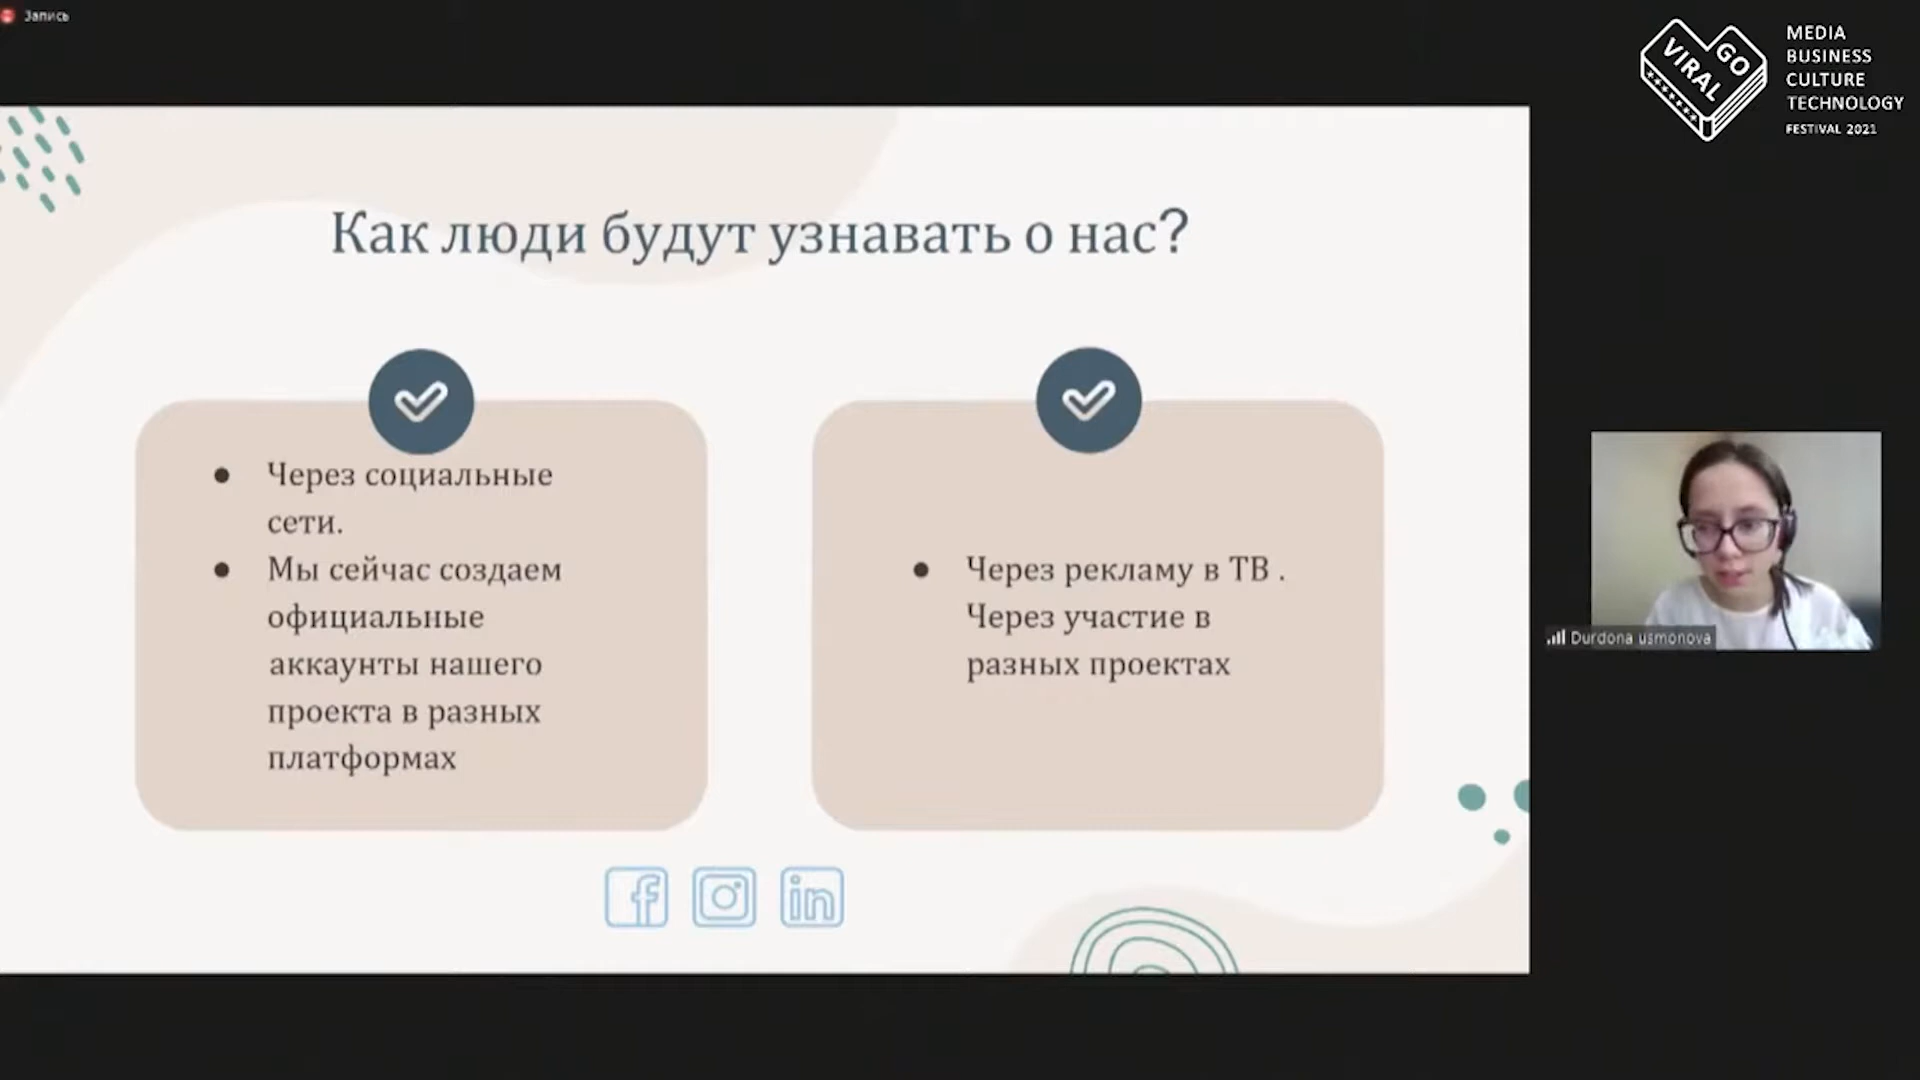 Запись
VIRAL GO
MEDIA
BUSINESS
CULTURE
TECHNOLOGY
FESTIVAL 2021
Как люди будут узнавать о нас?
● Через социальные
сети.
● Мы сейчас создаем
официальные
аккаунты нашего
проекта в разных
платформах
● Через рекламу в ТВ .
Через участие в
разных проектах
Durdona usmonova
f
in